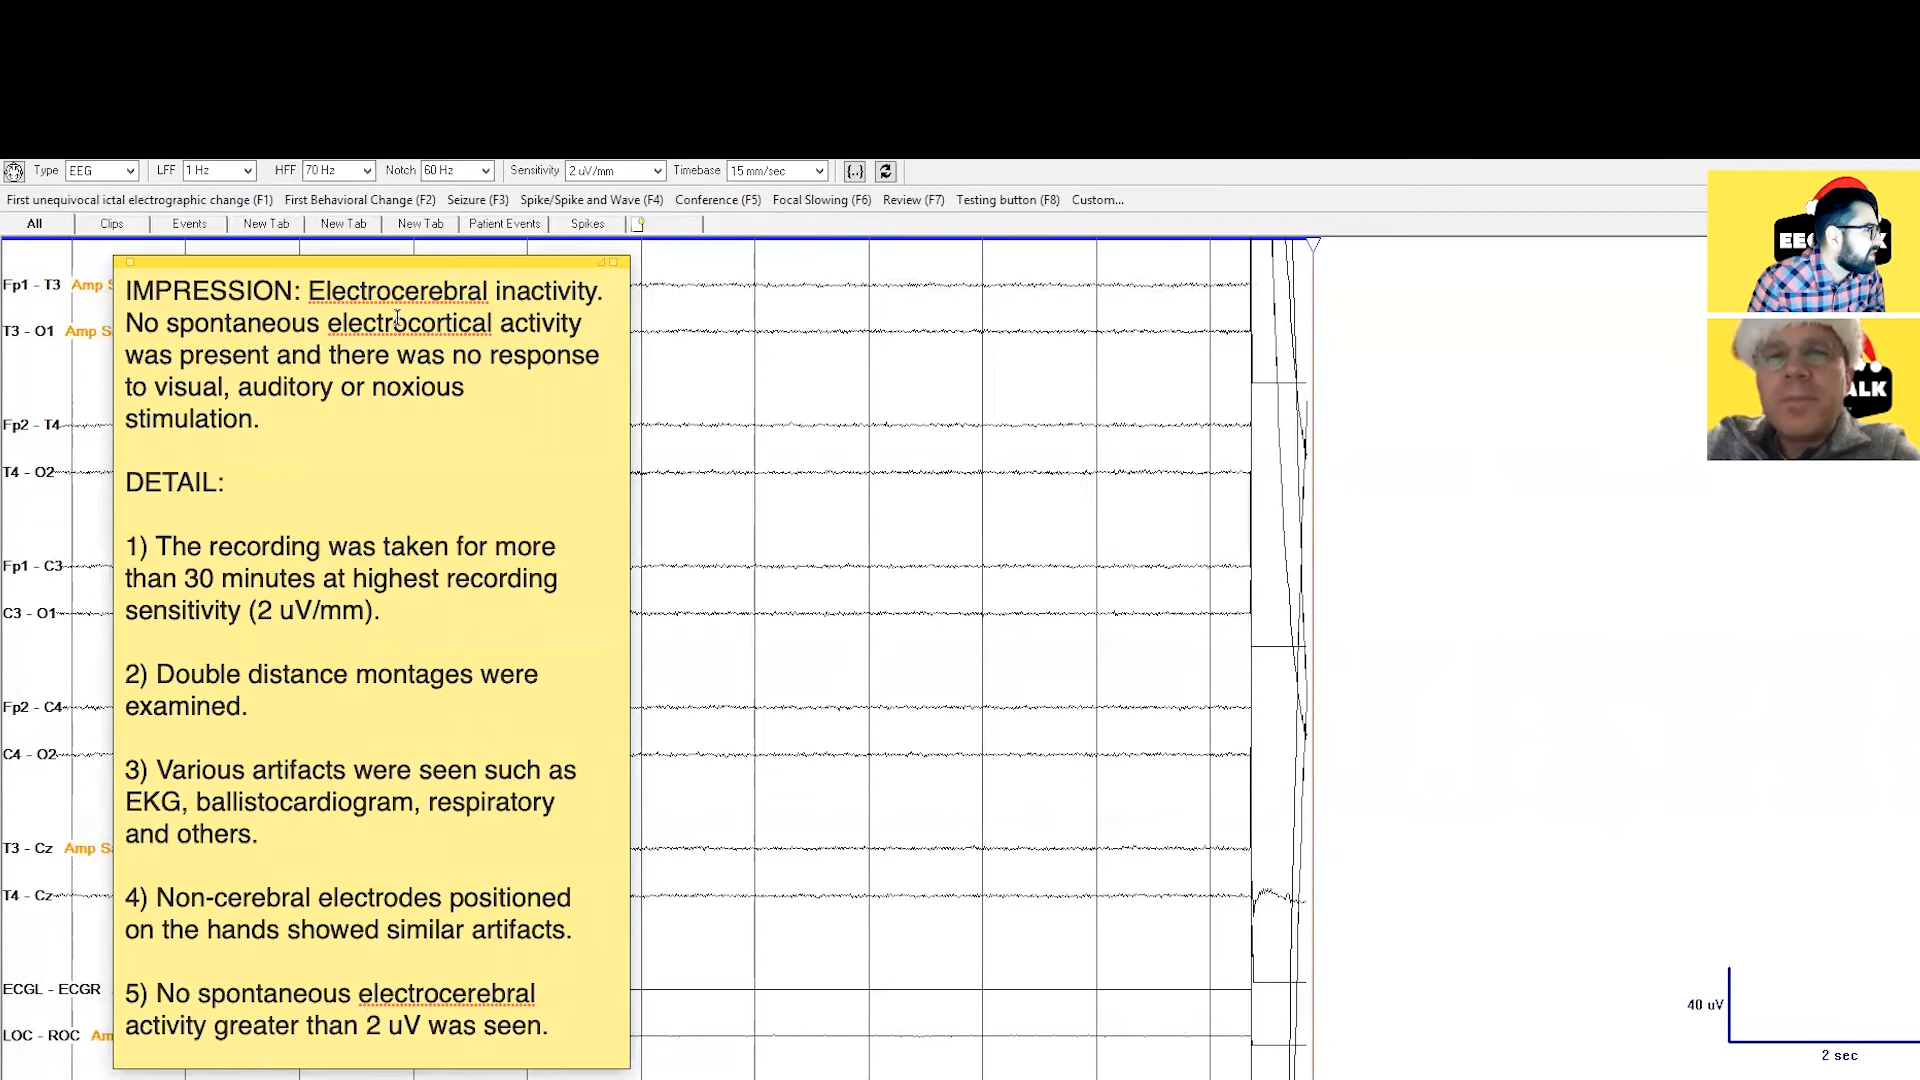 Type EEG LFF 1 Hz HFF 70 Hz Notch 60 Hz Sensitivity 2 uV/mm Timebase 15 mm/sec {..}
First unequivocal ictal electrographic change (F1) First Behavioral Change (F2) Seizure (F3) Spike/Spike and Wave (F4) Conference (F5) Focal Slowing (F6) Review (F7) Testing button (F8) Custom...
All Clips Events New Tab New Tab New Tab Patient Events Spikes
Fp1 - T3 Amp S
T3 - O1 Amp S
Fp2 - T4
T4 - O2
Fp1 - C3
C3 - O1
Fp2 - C4
C4 - O2
T3 - Cz Amp Sa
T4 - Cz
ECGL - ECGR
LOC - ROC Am
IMPRESSION: Electrocerebral inactivity.
No spontaneous electrocortical activity
was present and there was no response
to visual, auditory or noxious
stimulation.
DETAIL:
1) The recording was taken for more
than 30 minutes at highest recording
sensitivity (2 uV/mm).
2) Double distance montages were
examined.
3) Various artifacts were seen such as
EKG, ballistocardiogram, respiratory
and others.
4) Non-cerebral electrodes positioned
on the hands showed similar artifacts.
5) No spontaneous electrocerebral
activity greater than 2 uV was seen.
40 uV
2 sec